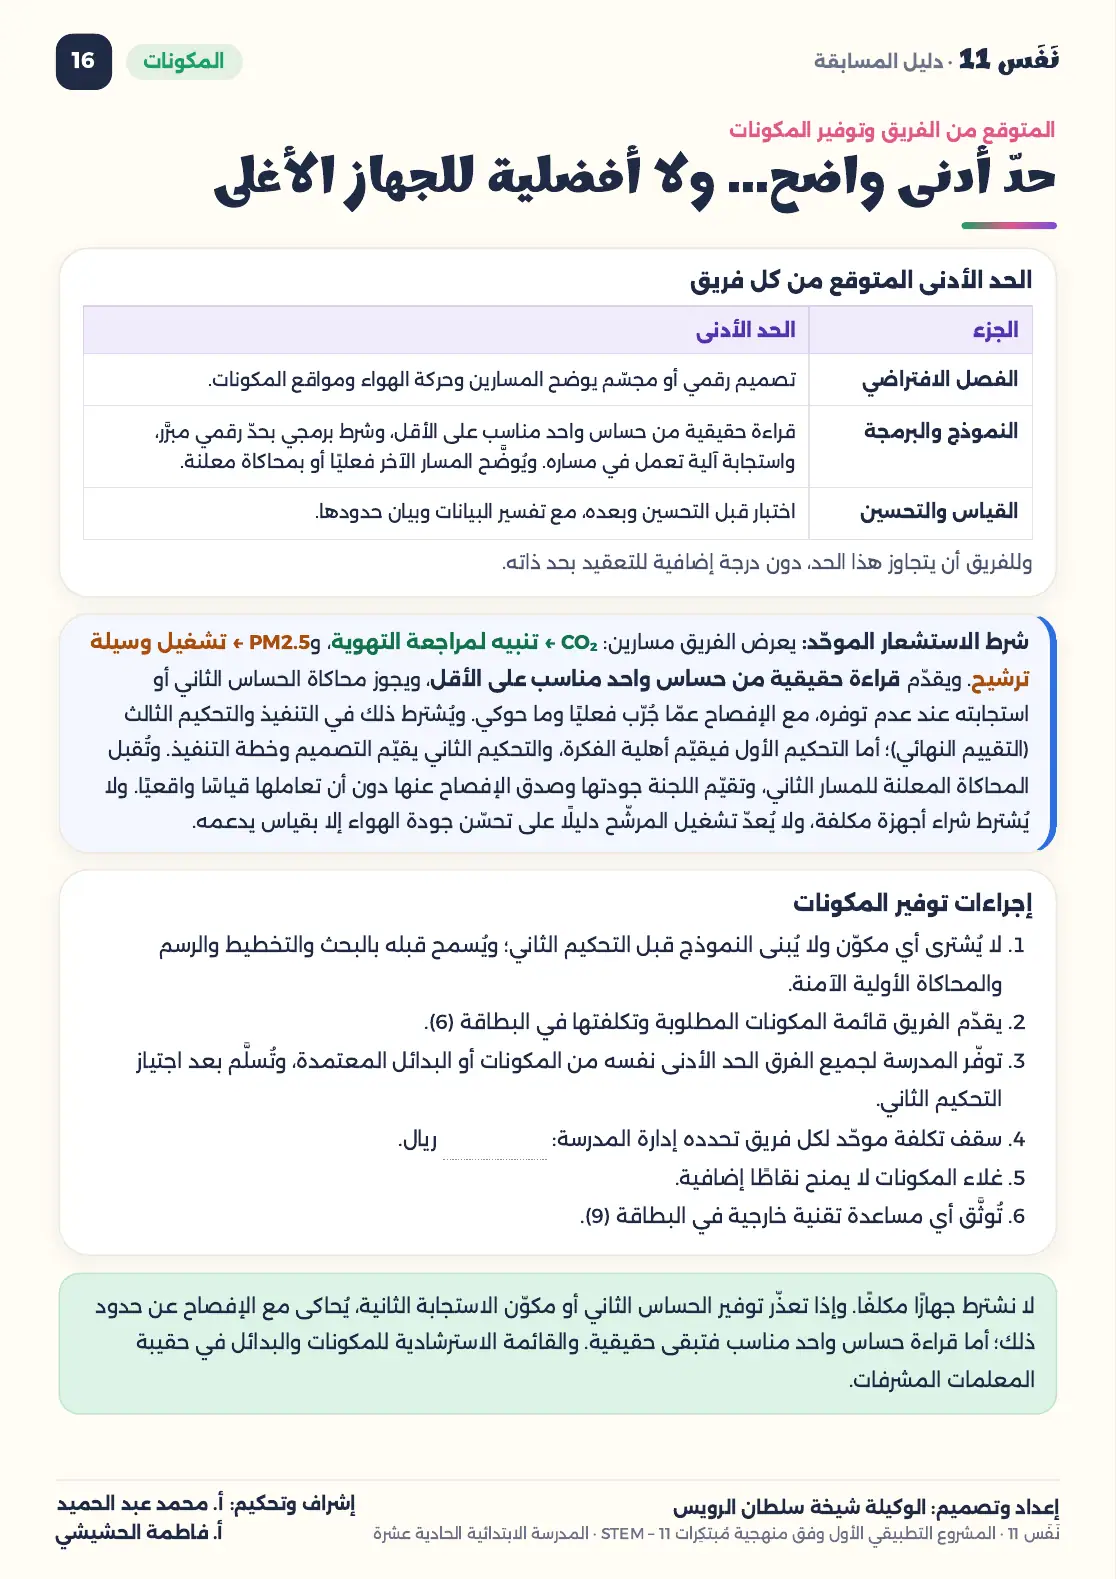 نَفَس 11 · دليل المسابقة
المكونات
16
المتوقع من الفريق وتوفير المكونات
حدّ أدنى واضح... ولا أفضلية للجهاز الأغلى
الحد الأدنى المتوقع من كل فريق
الجزء	الحد الأدنى
الفصل الافتراضي	تصميم رقمي أو مجسّم يوضح المسارين وحركة الهواء ومواقع المكونات.
النموذج والبرمجة	قراءة حقيقية من حساس واحد مناسب على الأقل، وشرط برمجي بحدّ رقمي مبرَّر،
واستجابة آلية تعمل في مساره. ويُوضَّح المسار الآخر فعليًا أو بمحاكاة معلنة.
القياس والتحسين	اختبار قبل التحسين وبعده، مع تفسير البيانات وبيان حدودها.
وللفريق أن يتجاوز هذا الحد، دون درجة إضافية للتعقيد بحد ذاته.
شرط الاستشعار الموحّد: يعرض الفريق مسارين: CO₂ ← تنبيه لمراجعة التهوية، وPM2.5 ← تشغيل وسيلة
ترشيح. ويقدّم قراءة حقيقية من حساس واحد مناسب على الأقل، ويجوز محاكاة الحساس الثاني أو
استجابته عند عدم توفره، مع الإفصاح عمّا جُرّب فعليًا وما حوكي. ويُشترط ذلك في التنفيذ والتحكيم الثالث
(التقييم النهائي)؛ أما التحكيم الأول فيقيّم أهلية الفكرة، والتحكيم الثاني يقيّم التصميم وخطة التنفيذ. وتُقبل
المحاكاة المعلنة للمسار الثاني، وتقيّم اللجنة جودتها وصدق الإفصاح عنها دون أن تعاملها قياسًا واقعيًا. ولا
يُشترط شراء أجهزة مكلفة، ولا يُعدّ تشغيل المرشّح دليلًا على تحسّن جودة الهواء إلا بقياس يدعمه.
إجراءات توفير المكونات
1. لا يُشترى أي مكوّن ولا يُبنى النموذج قبل التحكيم الثاني؛ ويُسمح قبله بالبحث والتخطيط والرسم
والمحاكاة الأولية الآمنة.
2. يقدّم الفريق قائمة المكونات المطلوبة وتكلفتها في البطاقة (6).
3. توفّر المدرسة لجميع الفرق الحد الأدنى نفسه من المكونات أو البدائل المعتمدة، وتُسلَّم بعد اجتياز
التحكيم الثاني.
4. سقف تكلفة موحّد لكل فريق تحدده إدارة المدرسة: ........................ ريال.
5. غلاء المكونات لا يمنح نقاطًا إضافية.
6. تُوثَّق أي مساعدة تقنية خارجية في البطاقة (9).
لا نشترط جهازًا مكلفًا. وإذا تعذّر توفير الحساس الثاني أو مكوّن الاستجابة الثانية، يُحاكى مع الإفصاح عن حدود
ذلك؛ أما قراءة حساس واحد مناسب فتبقى حقيقية. والقائمة الاسترشادية للمكونات والبدائل في حقيبة
المعلمات المشرفات.
إعداد وتصميم: الوكيلة شيخة سلطان الرويس
نَفَس 11 · المشروع التطبيقي الأول وفق منهجية مُبتكِرات 11 – STEM · المدرسة الابتدائية الحادية عشرة
إشراف وتحكيم: أ. محمد عبد الحميد
أ. فاطمة الحشيشي